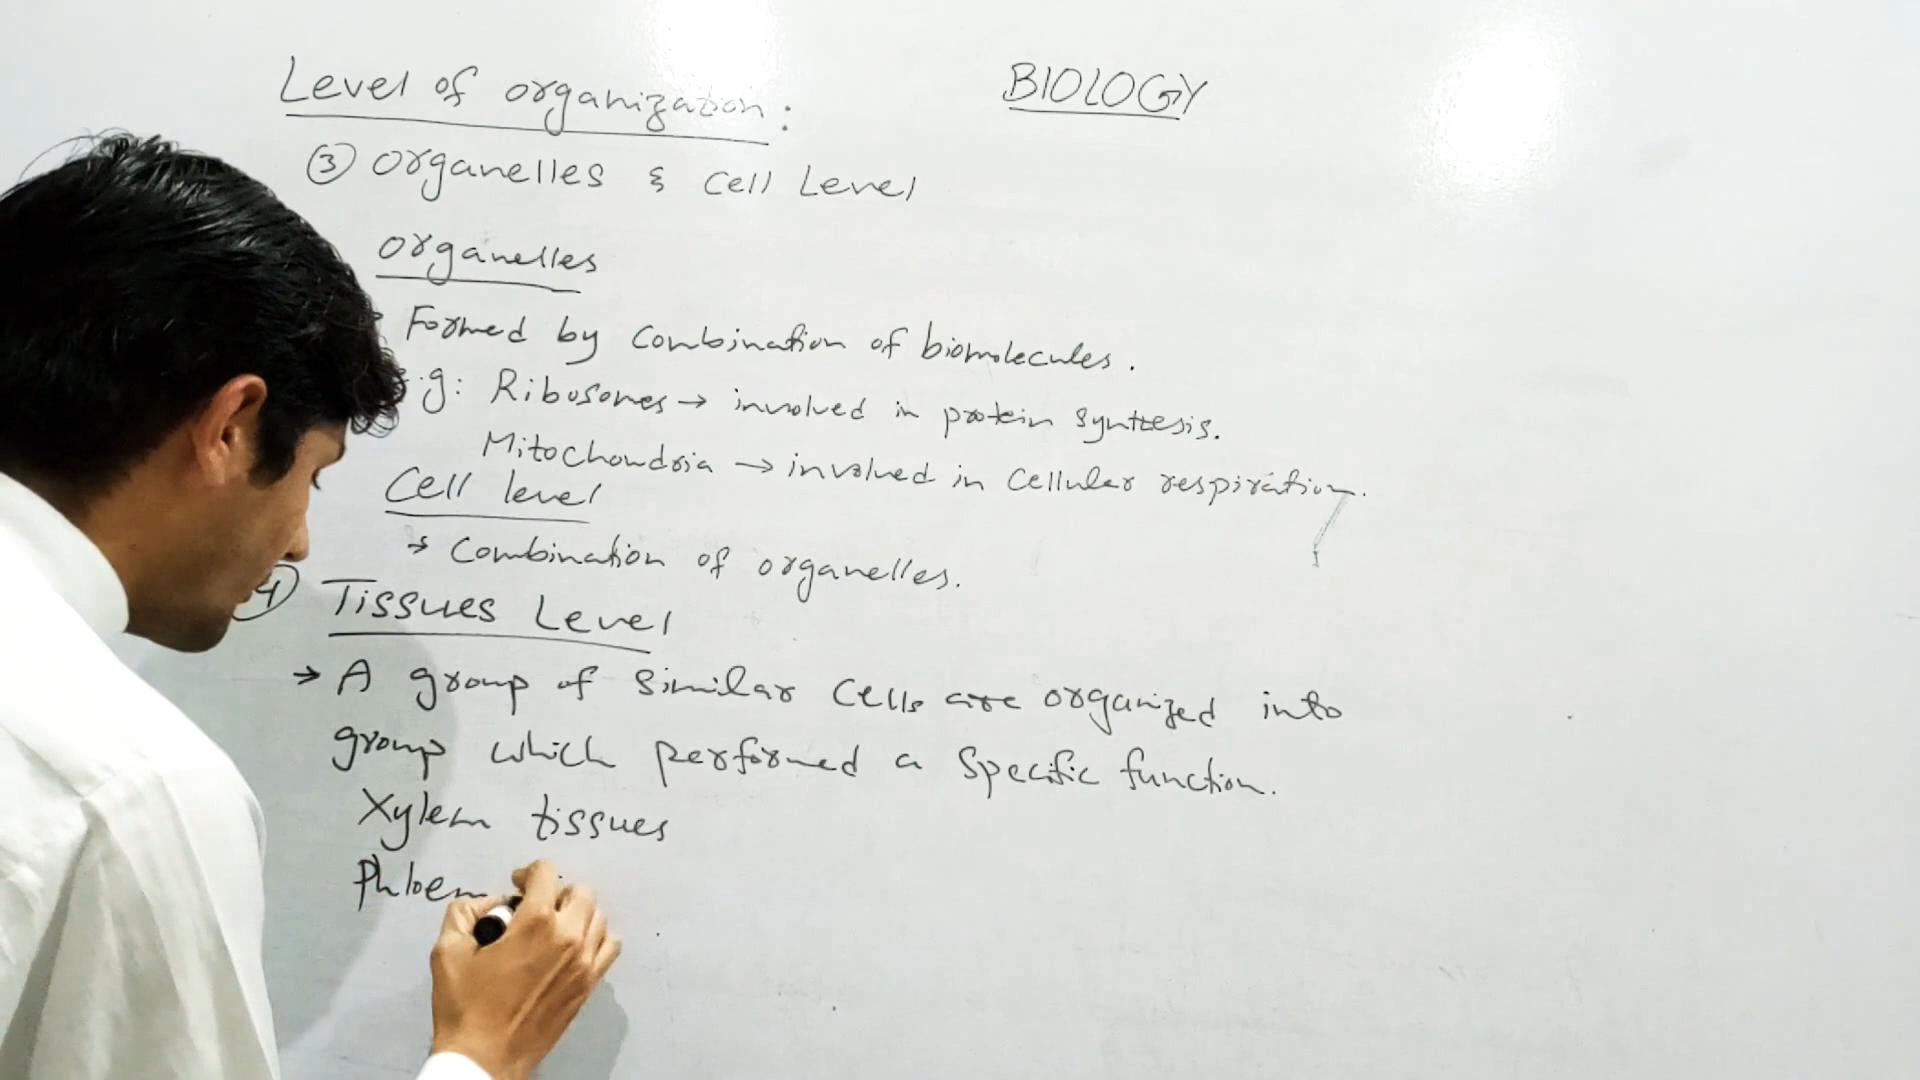 Level of organization:
BIOLOGY
③ Organelles & Cell Level
Organelles
Formed by Combination of biomolecules.
.g: Ribosomes → involved in protein synthesis.
Mitochondria → involved in Cellular respiration.
Cell level
→ Combination of organelles.
④ Tissues Level
→ A group of Similar Cells are organized into
group which performed a Specific function.
Xylem tissues
Phloem